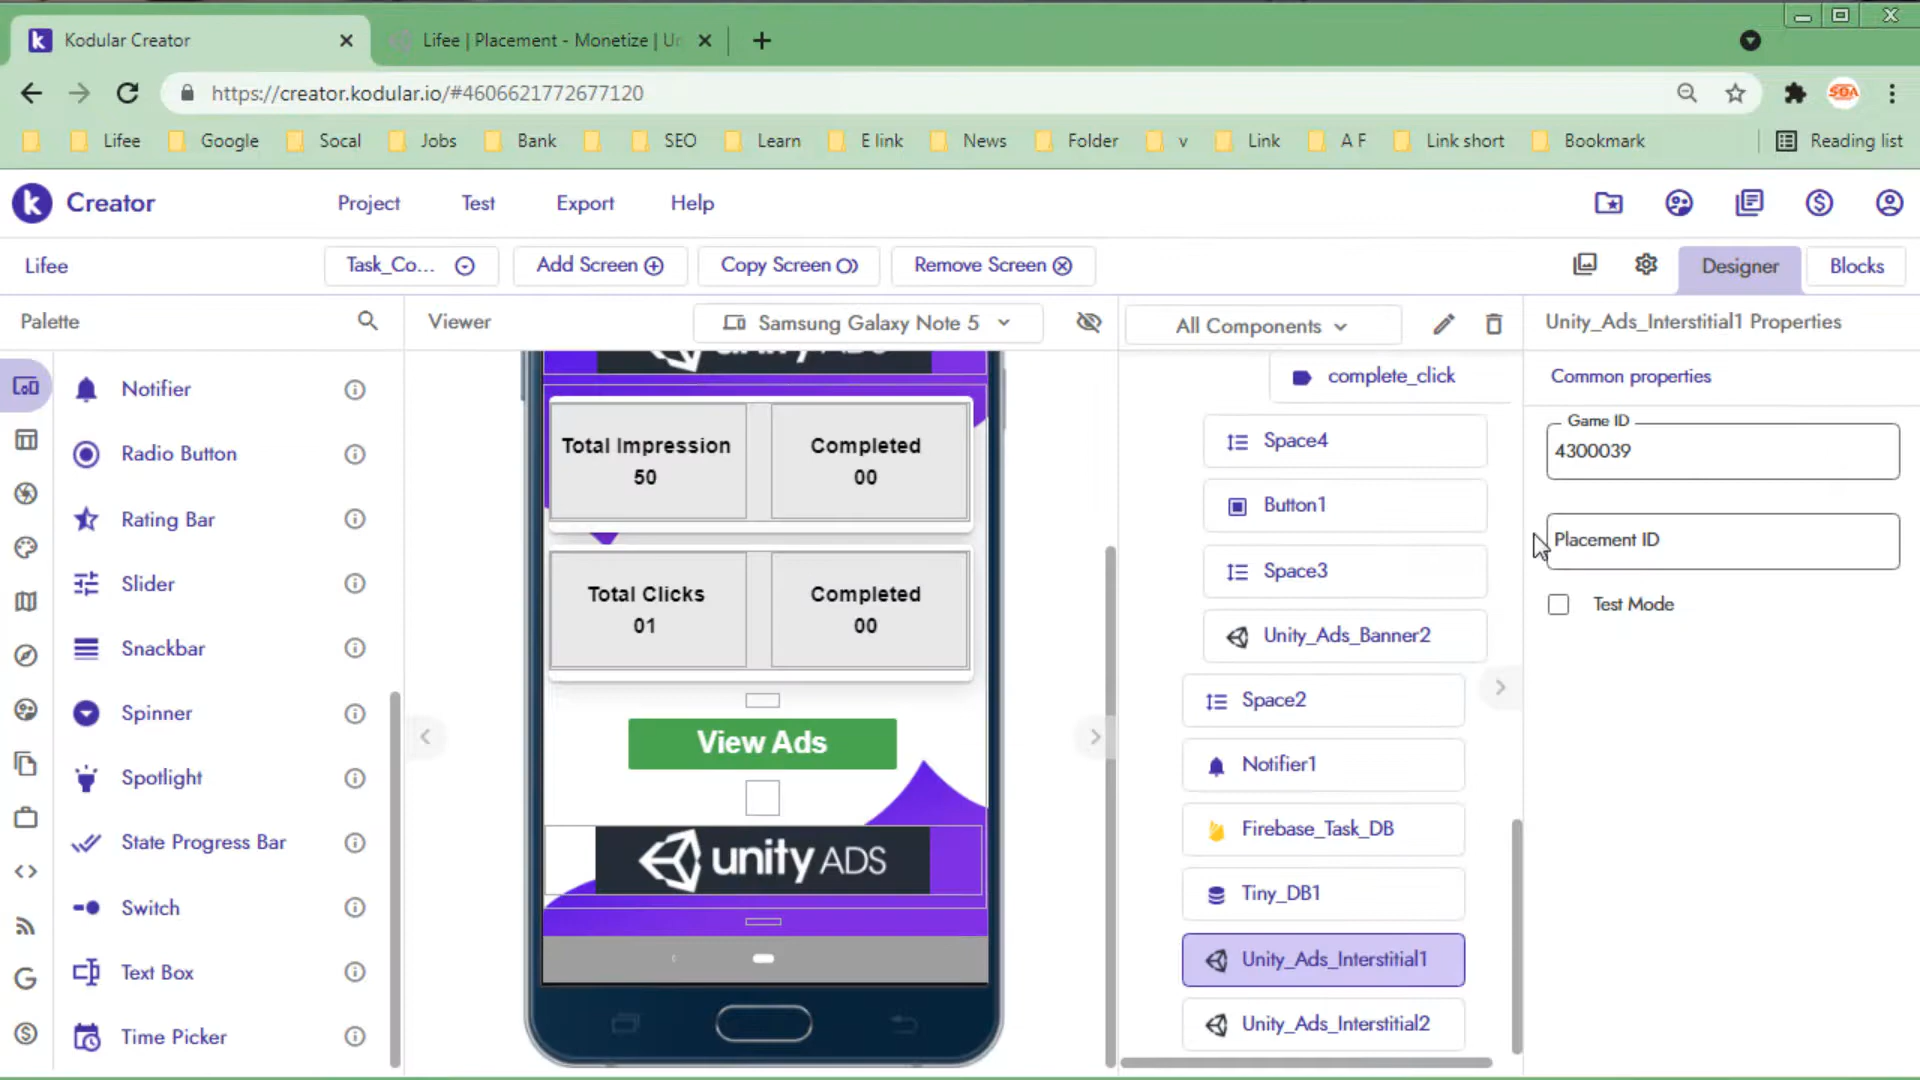 Kodular Creator
Lifee | Placement - Monetize | Un
https://creator.kodular.io/#4606621772677120
SOA
Lifee
Google
Socal
Jobs
Bank
SEO
Learn
E link
News
Folder
v
Link
A F
Link short
Bookmark
Reading list
k
Creator
Project
Test
Export
Help
Lifee
Task_Co...
Add Screen
Copy Screen
Remove Screen
Designer
Blocks
Palette
Viewer
Samsung Galaxy Note 5
All Components
Unity_Ads_Interstitial1 Properties
Notifier
Radio Button
Rating Bar
Slider
Snackbar
Spinner
Spotlight
State Progress Bar
Switch
Text Box
Time Picker
unity ADS
Total Impression
50
Completed
00
Total Clicks
01
Completed
00
View Ads
unity ADS
complete_click
Space4
Button1
Space3
Unity_Ads_Banner2
Space2
Notifier1
Firebase_Task_DB
Tiny_DB1
Unity_Ads_Interstitial1
Unity_Ads_Interstitial2
Common properties
Game ID
4300039
Placement ID
Test Mode